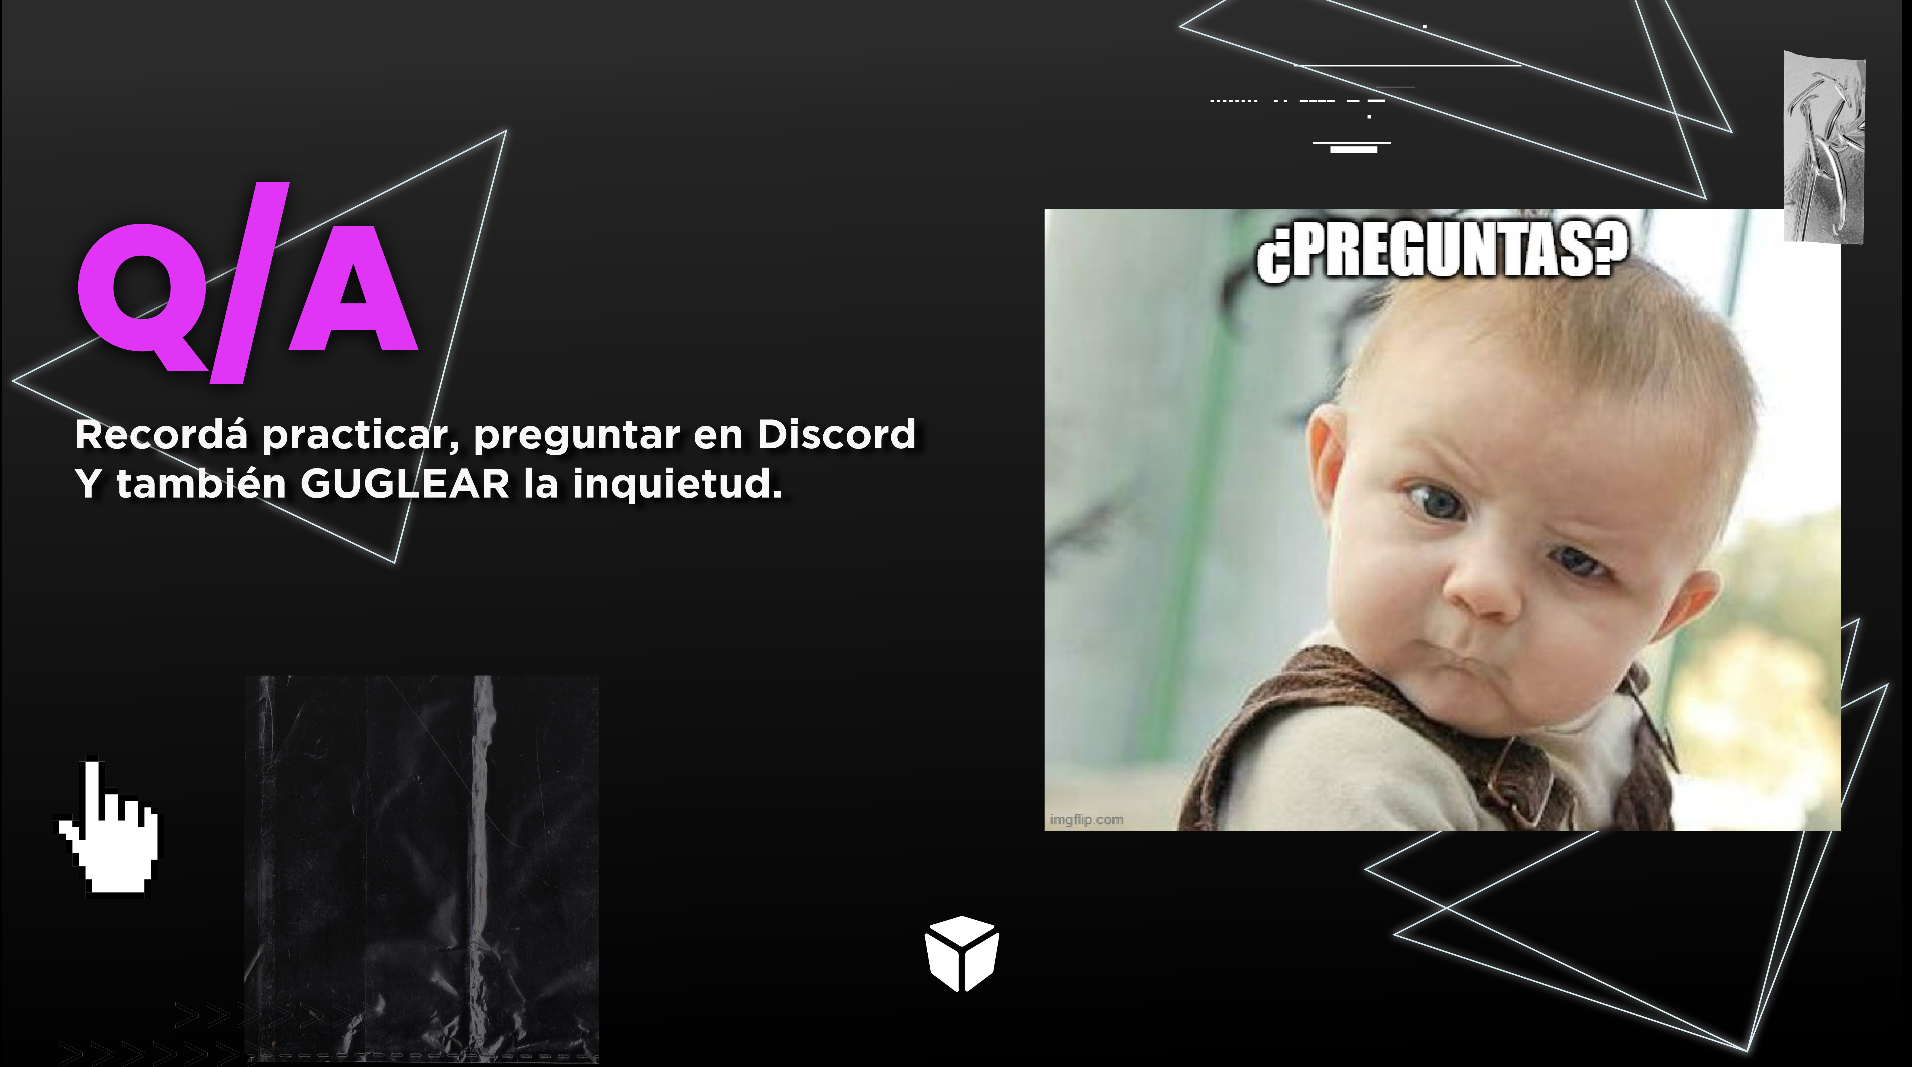 Q/A
Recordá practicar, preguntar en Discord
Y también GUGLEAR la inquietud.
¿PREGUNTAS?
imgflip.com